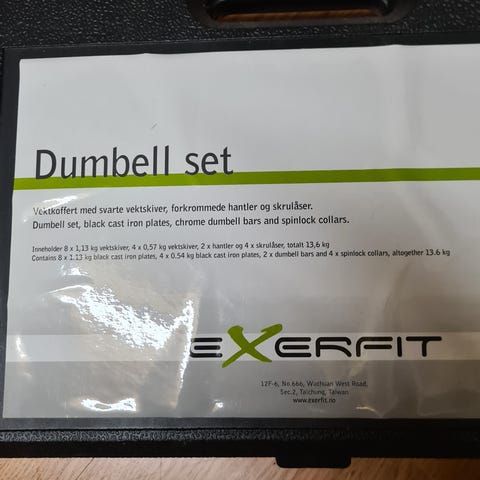 Dumbell set
Vektkoffert med svarte vektskiver, forkrommede hantler og skrulåser.
Dumbell set, black cast iron plates, chrome dumbell bars and spinlock collars.
Inneholder 8 x 1,13 kg vektskiver, 4 x 0,57 kg vektskiver, 2 x hantler og 4 x skrulåser, totalt 13,6 kg
Contains 8 x 1.13 kg black cast iron plates, 4 x 0.54 kg black cast iron plates, 2 x dumbell bars and 4 x spinlock collars, altogether 13.6 kg
EXERFIT
12F-6, No.666, Wuchuan West Road,
Sec.2, Taichung, Taiwan
www.exerfit.no